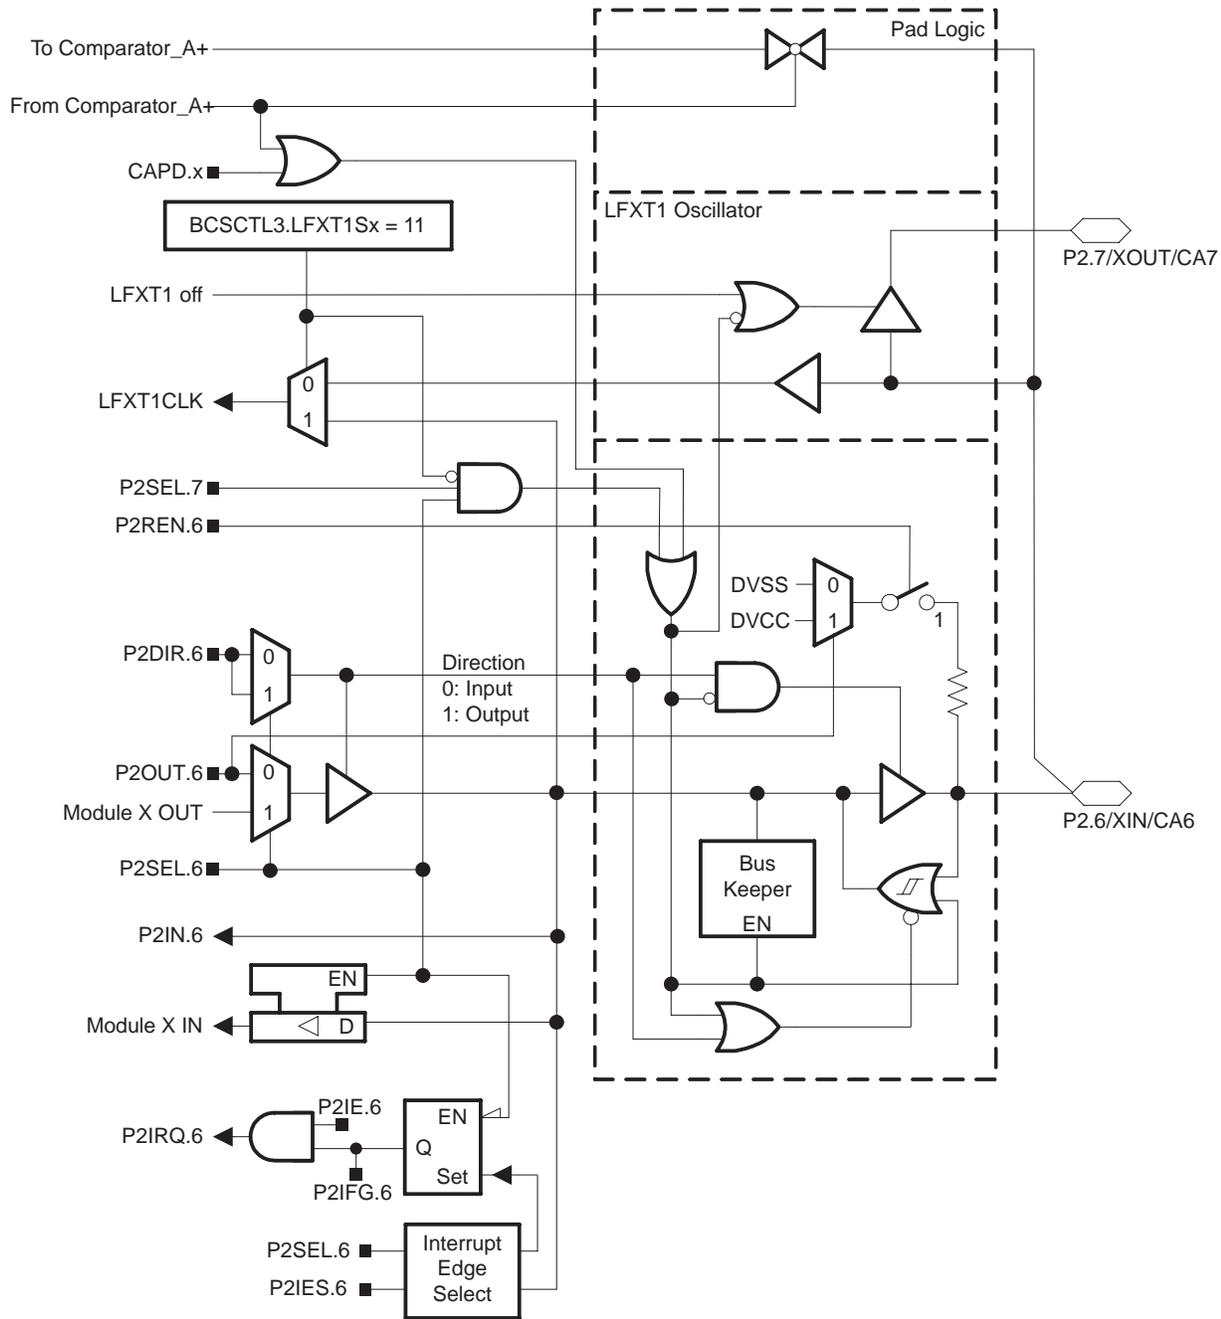 Pad Logic
To Comparator_A+
From Comparator_A+
CAPD.x
BCSCTL3.LFXT1Sx = 11
LFXT1 Oscillator
P2.7/XOUT/CA7
LFXT1 off
0
LFXT1CLK
1
P2SEL.7
P2REN.6
DVSS
0
DVCC
1
1
P2DIR.6
0
1
Direction
0: Input
1: Output
P2OUT.6
0
Module X OUT
1
P2.6/XIN/CA6
P2SEL.6
Bus
Keeper
EN
P2IN.6
EN
Module X IN
D
P2IE.6
EN
P2IRQ.6
Q
Set
P2IFG.6
P2SEL.6
P2IES.6
Interrupt
Edge
Select